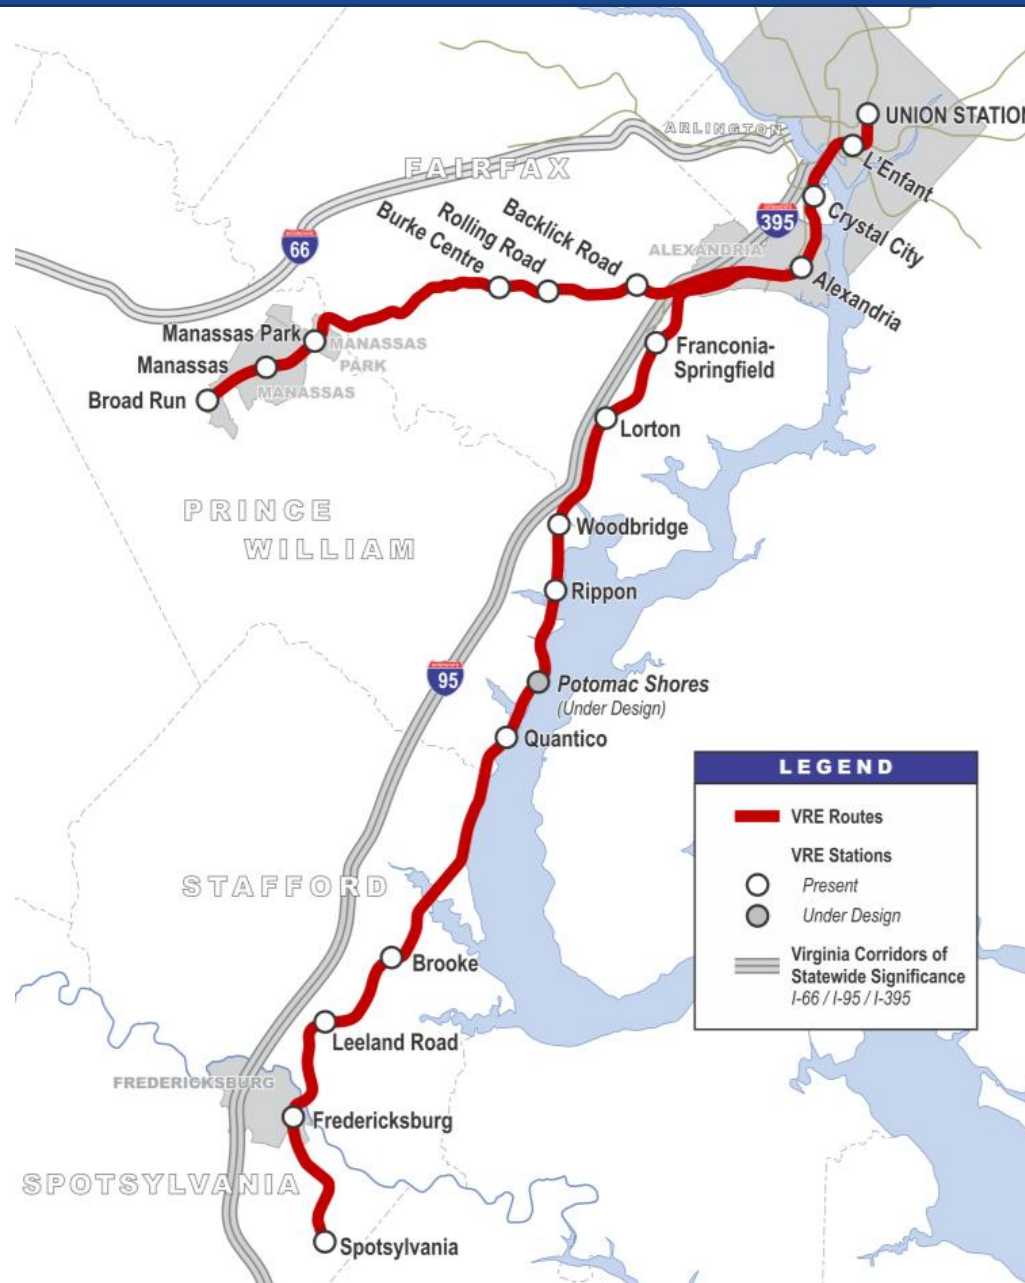 UNION STATION
ARLINGTON
L'Enfant
FAIRFAX
Crystal City
395
66
Burke Centre
Rolling Road
Backlick Road
ALEXANDRIA
Alexandria
Manassas Park
MANASSAS
PARK
Manassas
MANASSAS
Broad Run
Franconia-
Springfield
Lorton
PRINCE
WILLIAM
Woodbridge
Rippon
95
Potomac Shores
(Under Design)
Quantico
LEGEND
VRE Routes
VRE Stations
Present
Under Design
Virginia Corridors of
Statewide Significance
I-66 / I-95 / I-395
STAFFORD
Brooke
Leeland Road
FREDERICKSBURG
Fredericksburg
SPOTSYLVANIA
Spotsylvania